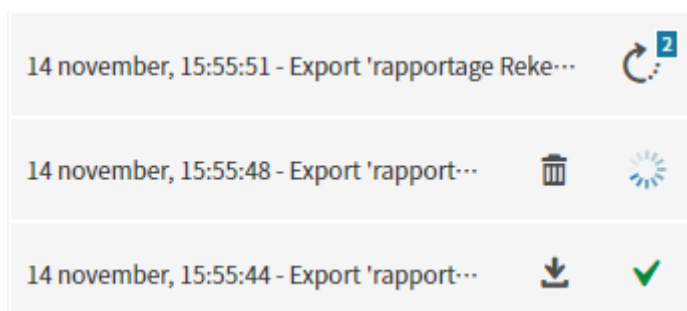 14 november, 15:55:51 - Export 'rapportage Reke··· 2
14 november, 15:55:48 - Export 'rapport···
14 november, 15:55:44 - Export 'rapport···